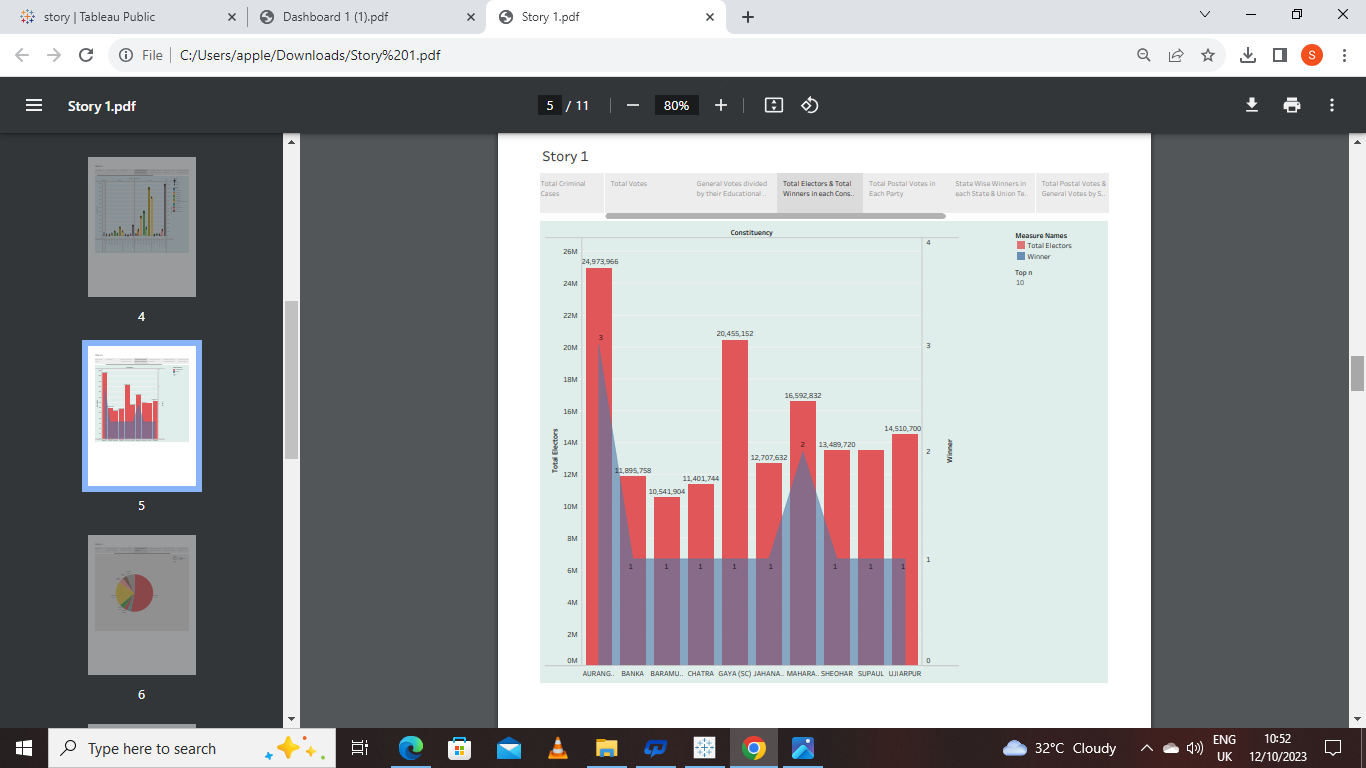 story | Tableau Public
Dashboard 1 (1).pdf
Story 1.pdf
File
C:/Users/apple/Downloads/Story%201.pdf
S
Story 1.pdf
5 / 11
80%
4
5
6
Story 1
Total Criminal
Cases
Total Votes
General Votes divided
by their Educational ..
Total Electors & Total
Winners in each Cons..
Total Postal Votes in
Each Party
State Wise Winners in
each State & Union Te..
Total Postal Votes &
General Votes by S..
Constituency
Measure Names
Total Electors
Winner
Top n
10
26M
24M
22M
20M
18M
16M
14M
12M
10M
8M
6M
4M
2M
0M
Total Electors
24,973,966
11,895,758
10,541,904
11,401,744
20,455,152
12,707,632
16,592,832
13,489,720
14,510,700
3
1
1
1
1
1
2
1
1
1
4
3
2
1
0
Winner
AURANG..
BANKA
BARAMU..
CHATRA
GAYA (SC)
JAHANA..
MAHARA..
SHEOHAR
SUPAUL
UJIARPUR
Type here to search
32°C Cloudy
ENG
UK
10:52
12/10/2023